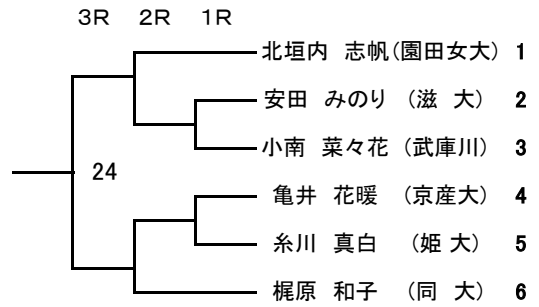 3R 2R 1R
北垣内 志帆(園田女大) 1
安田 みのり (滋 大) 2
小南 菜々花 (武庫川) 3
24
亀井 花暖 (京産大) 4
糸川 真白 (姫 大) 5
梶原 和子 (同 大) 6